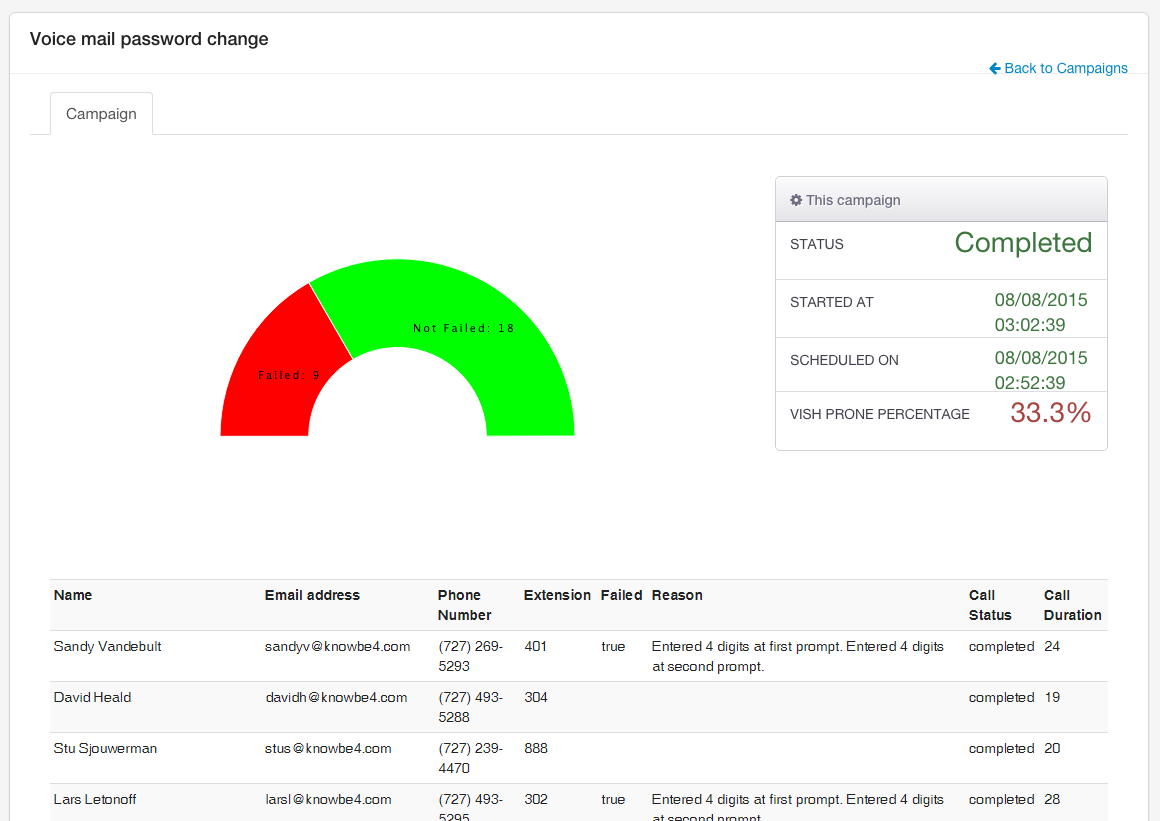 Voice mail password change
Back to Campaigns
Campaign
Not Failed: 18
Failed: 9
This campaign
STATUS Completed
STARTED AT 08/08/2015
03:02:39
SCHEDULED ON 08/08/2015
02:52:39
VISH PRONE PERCENTAGE 33.3%
Name Email address Phone Extension Failed Reason Call Call
Number Status Duration
Sandy Vandebult sandyv@knowbe4.com (727) 269- 401 true Entered 4 digits at first prompt. Entered 4 digits completed 24
5293 at second prompt.
David Heald davidh@knowbe4.com (727) 493- 304 completed 19
5288
Stu Sjouwerman stus@knowbe4.com (727) 239- 888 completed 20
4470
Lars Letonoff larsl@knowbe4.com (727) 493- 302 true Entered 4 digits at first prompt. Entered 4 digits completed 28
5295 at second prompt.